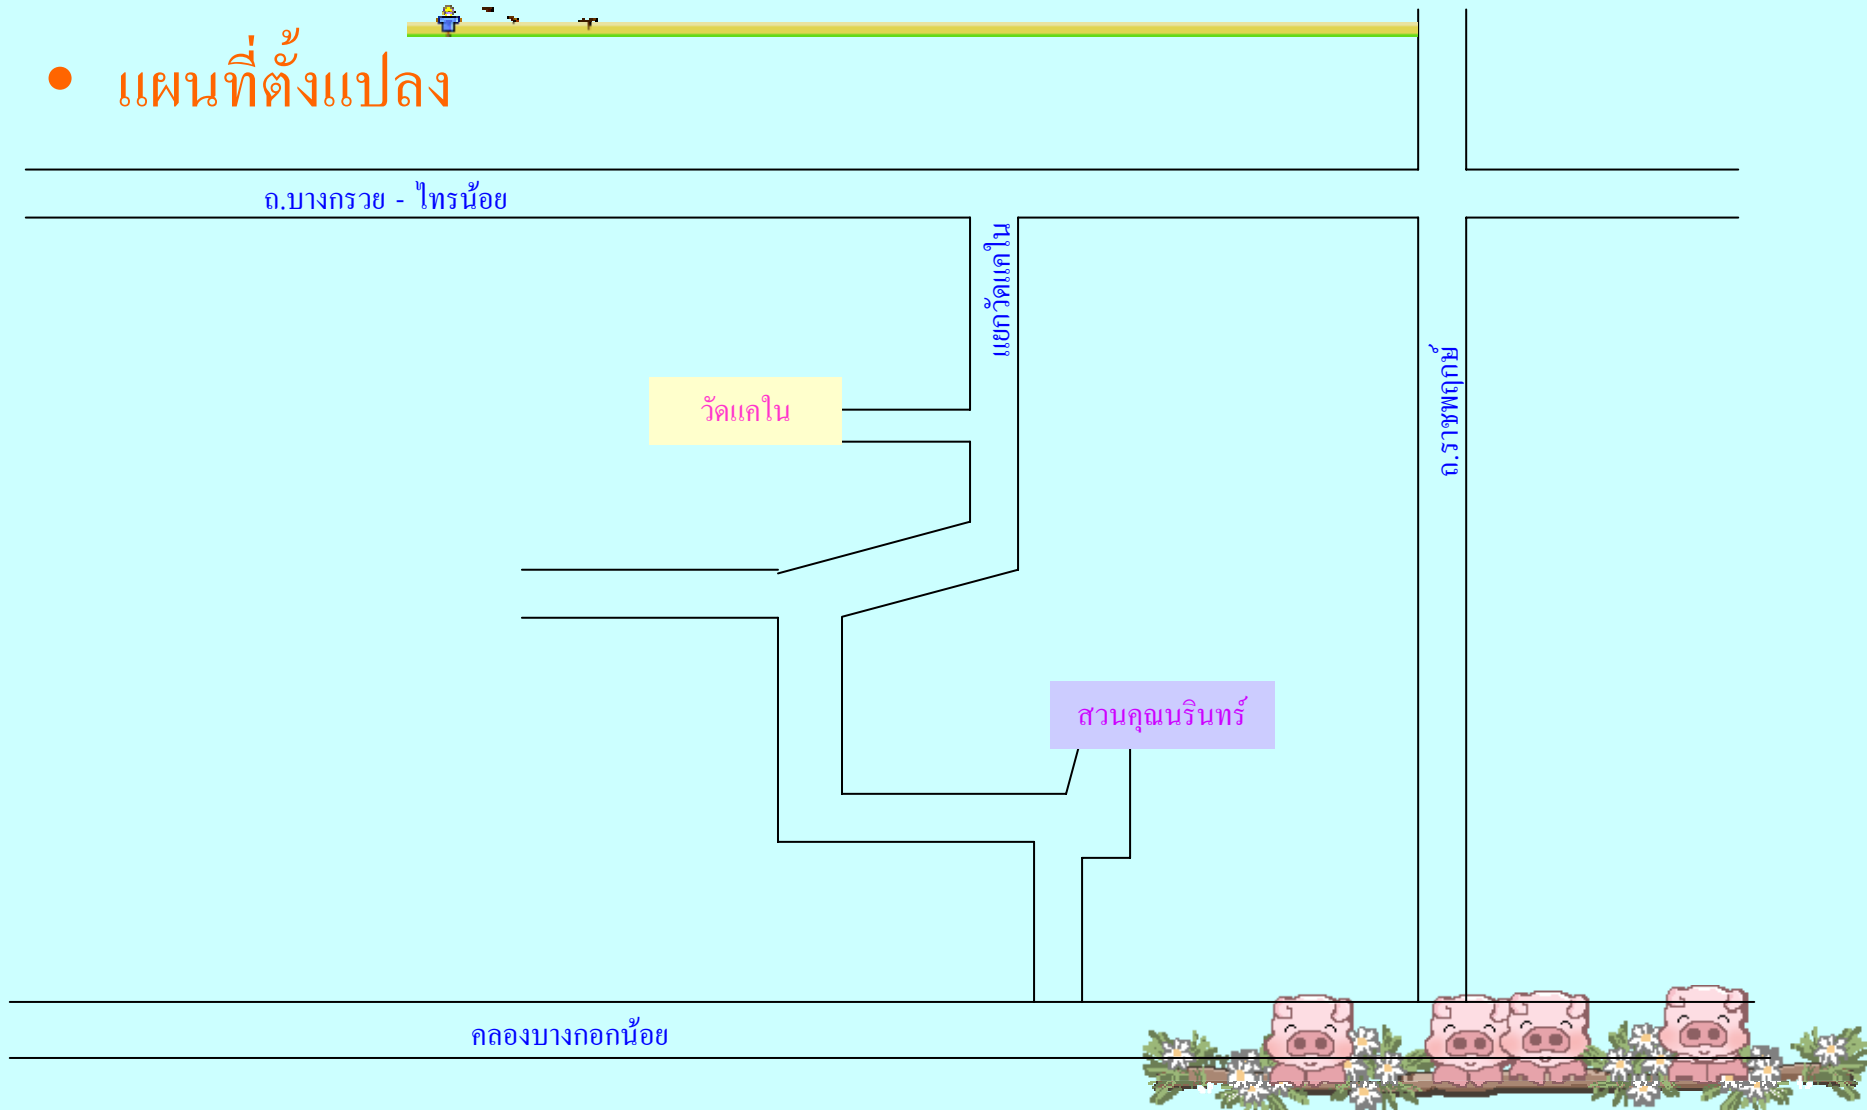 • แผนที่ตั้งแปลง
ถ.บางกรวย - ไทรน้อย
แยกวัดแคใน
ถ.ราชพฤกษ์
วัดแคใน
สวนคุณนรินทร์
คลองบางกอกน้อย